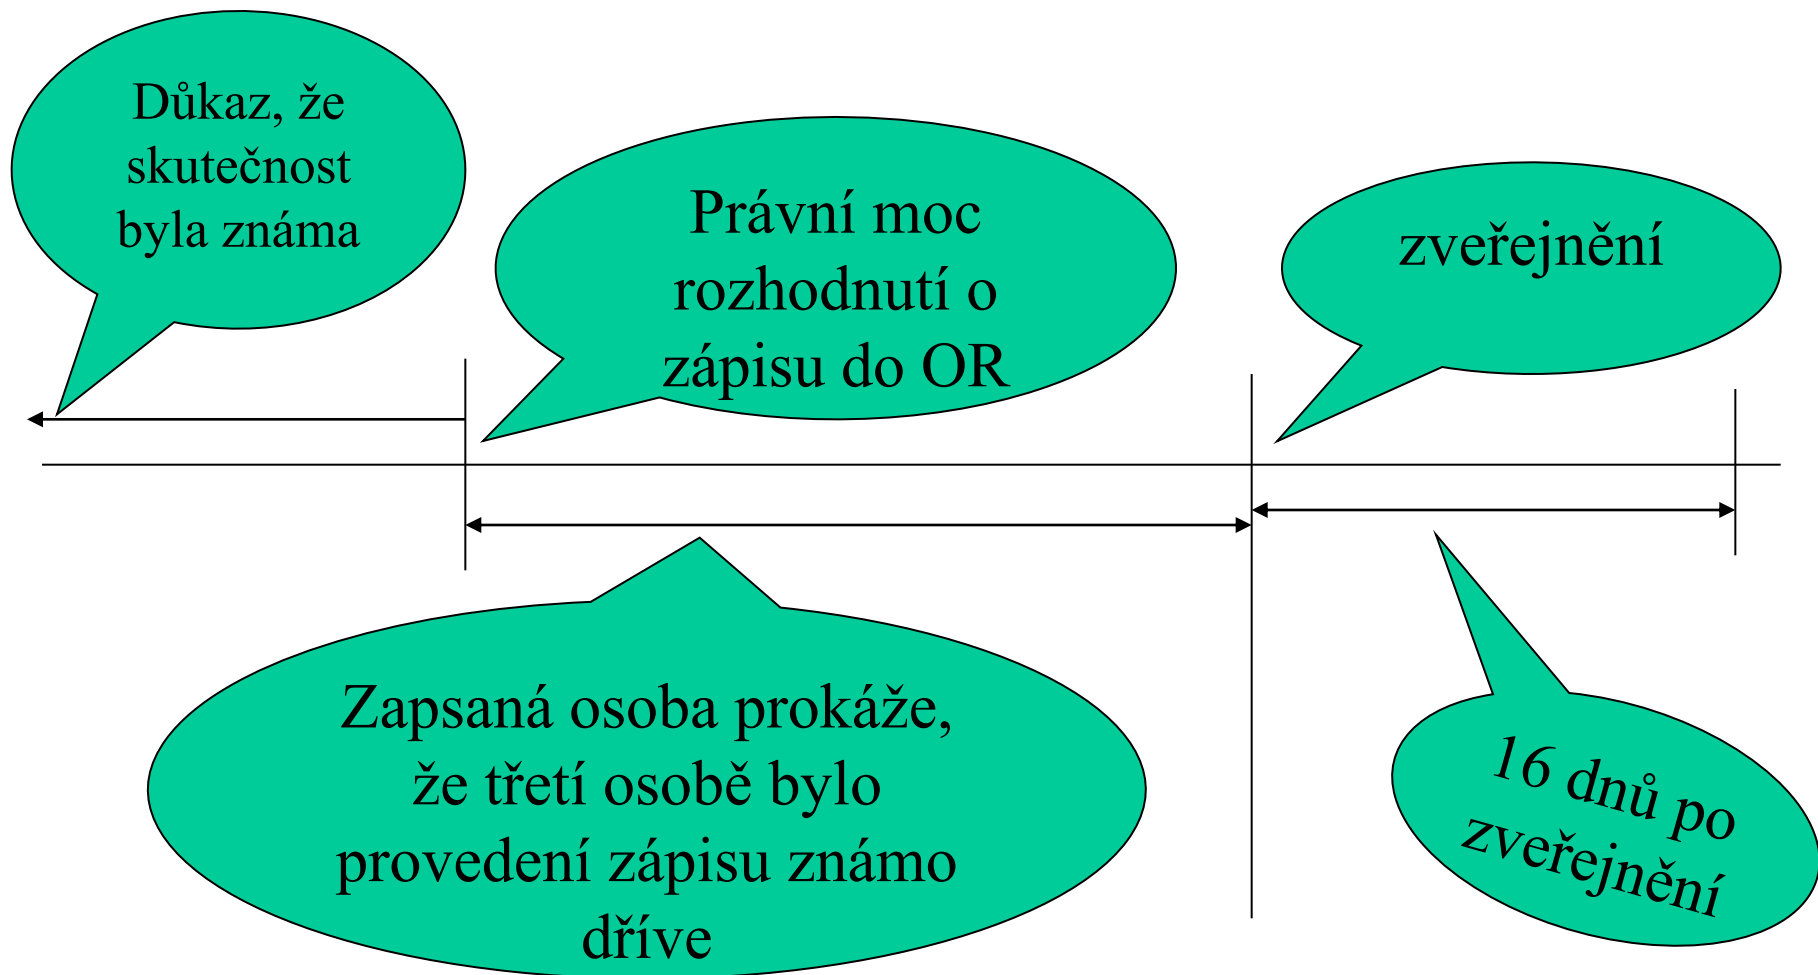 Důkaz, že
skutečnost
byla známa
Právní moc
rozhodnutí o
zápisu do OR
zveřejnění
Zapsaná osoba prokáže,
že třetí osobě bylo
provedení zápisu známo
dříve
16 dnů po
zveřejnění